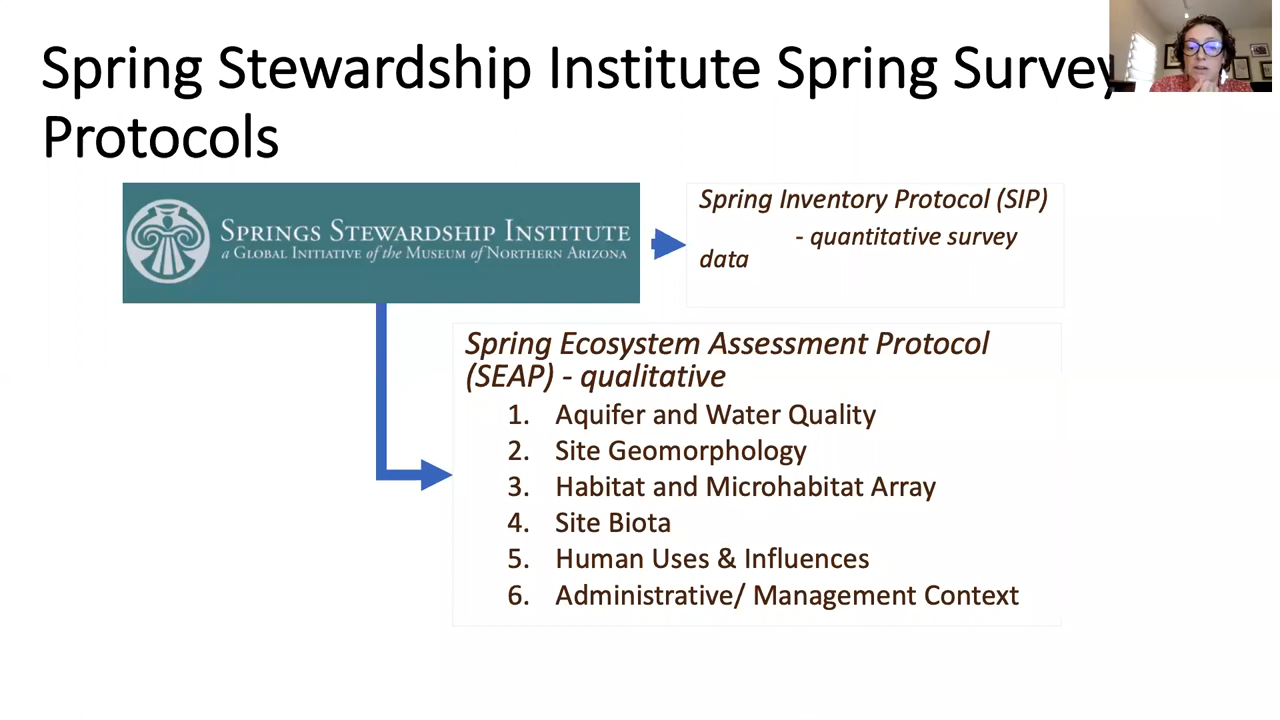 Spring Stewardship Institute Spring Survey
Protocols
SPRINGS STEWARDSHIP INSTITUTE
a GLOBAL INITIATIVE of the MUSEUM of NORTHERN ARIZONA
Spring Inventory Protocol (SIP)
- quantitative survey
data
Spring Ecosystem Assessment Protocol
(SEAP) - qualitative
1. Aquifer and Water Quality
2. Site Geomorphology
3. Habitat and Microhabitat Array
4. Site Biota
5. Human Uses & Influences
6. Administrative/ Management Context